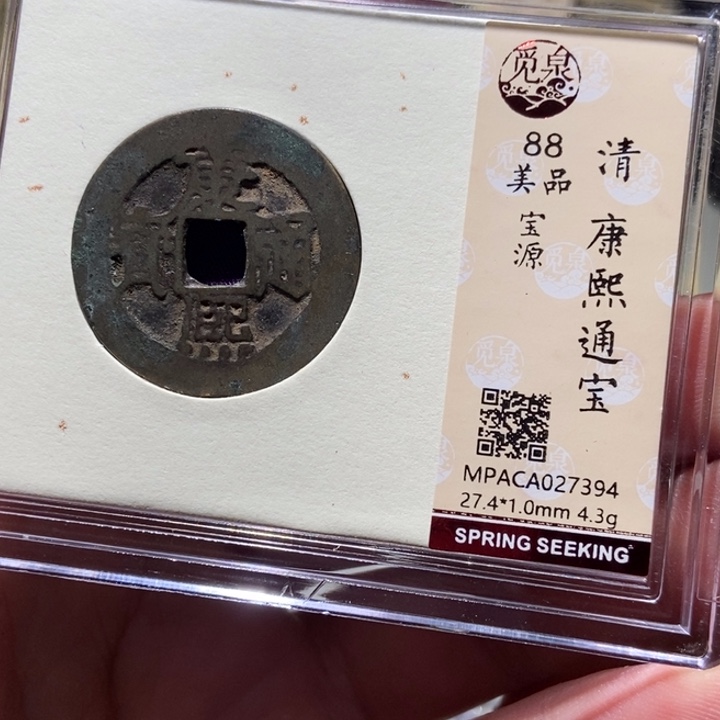 康熙通寶
觅泉
88
美品
宝源
清 康熙通宝
MPACA027394
27.4*1.0mm 4.3g
SPRING SEEKING